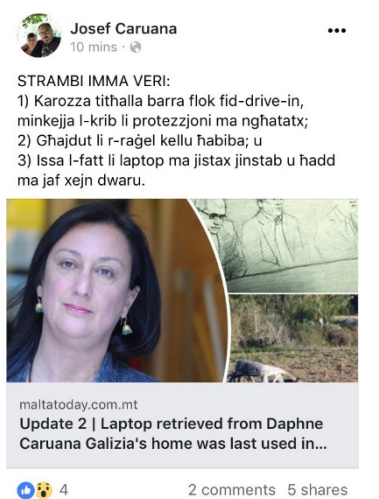 Josef Caruana
10 mins ·
STRAMBI IMMA VERI:
1) Karozza titħalla barra flok fid-drive-in,
minkejja l-krib li protezzjoni ma ngħatatx;
2) Għajdut li r-raġel kellu ħabiba; u
3) Issa l-fatt li laptop ma jistax jinstab u ħadd
ma jaf xejn dwaru.
maltatoday.com.mt
Update 2 | Laptop retrieved from Daphne
Caruana Galizia's home was last used in...
4
2 comments 5 shares